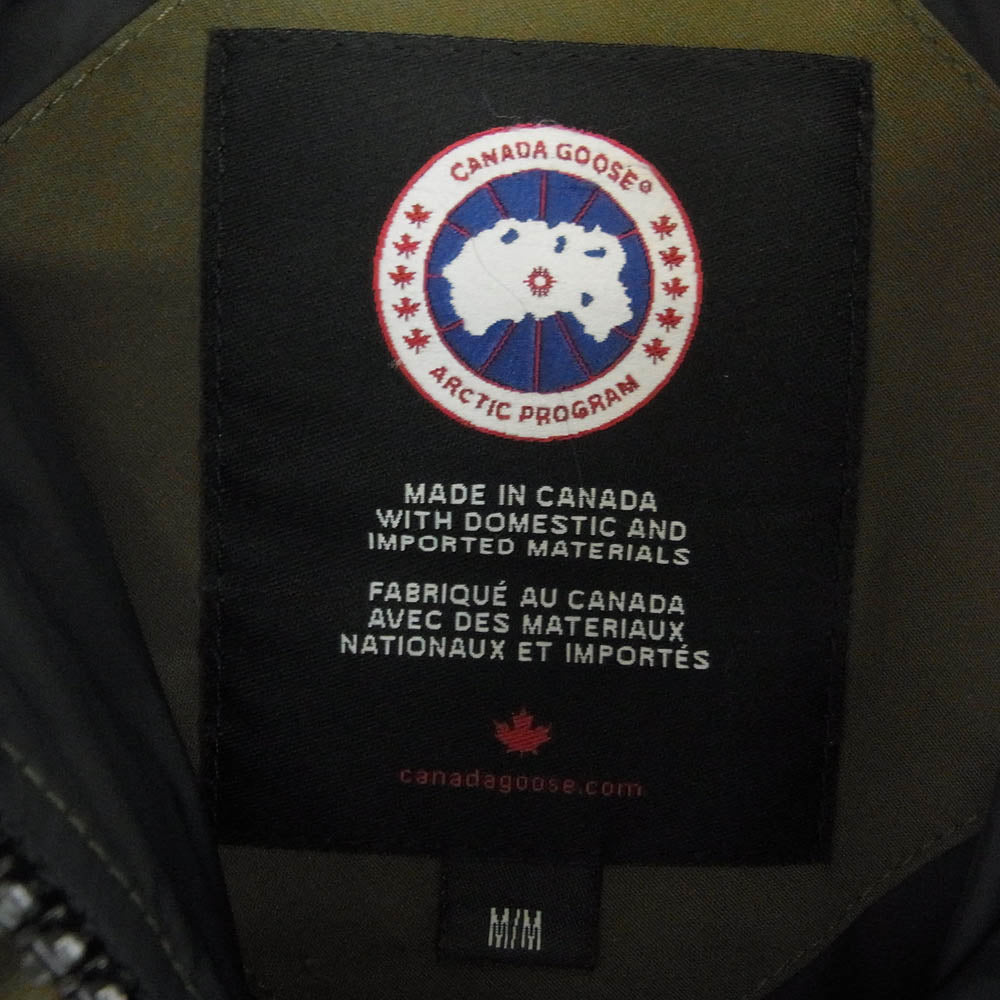 CANADA GOOSE®
ARCTIC PROGRAM
MADE IN CANADA
WITH DOMESTIC AND
IMPORTED MATERIALS
FABRIQUÉ AU CANADA
AVEC DES MATERIAUX
NATIONAUX ET IMPORTÉS
canadagoose.com
M/M